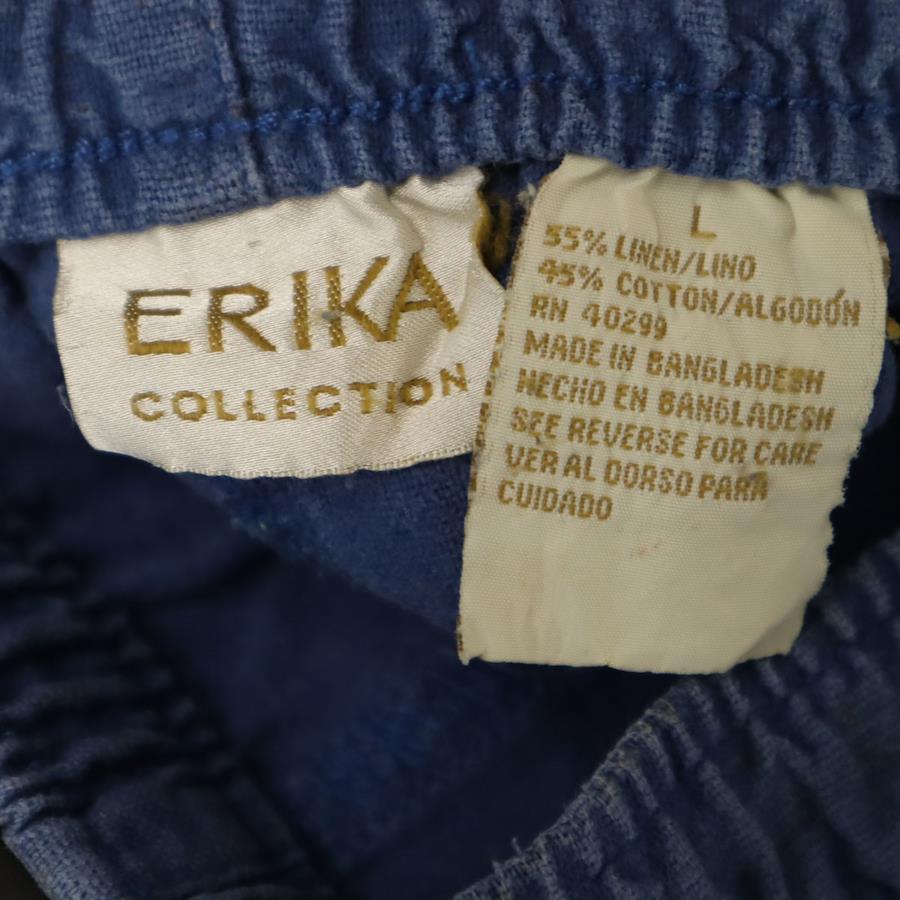 ERIKA
COLLECTION
L
55% LINEN/LINO
45% COTTON/ALGODÓN
RN 40299
MADE IN BANGLADESH
HECHO EN BANGLADESH
SEE REVERSE FOR CARE
VER AL DORSO PARA
CUIDADO